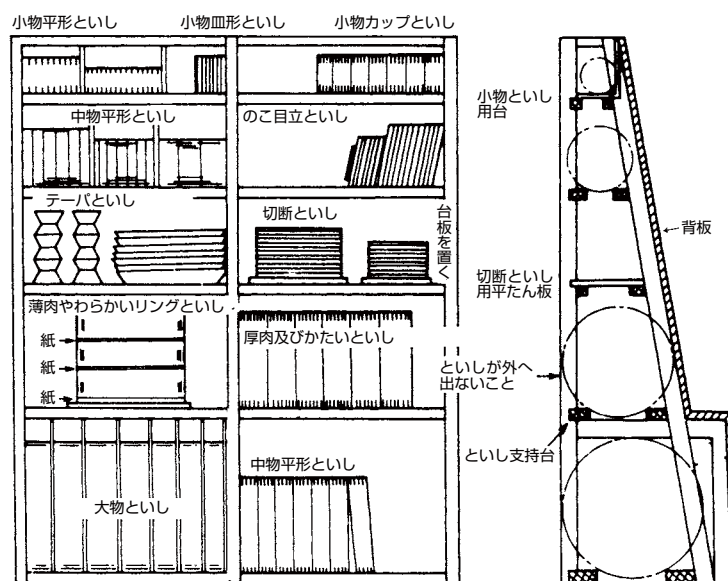 小物平形といし
小物皿形といし
小物カップといし
中物平形といし
のこ目立といし
テーパといし
切断といし
台板を置く
薄肉やわらかいリングといし
紙
紙
紙
厚肉及びかたいといし
大物といし
中物平形といし
小物といし
用台
背板
切断といし
用平たん板
といしが外へ
出ないこと
といし支持台